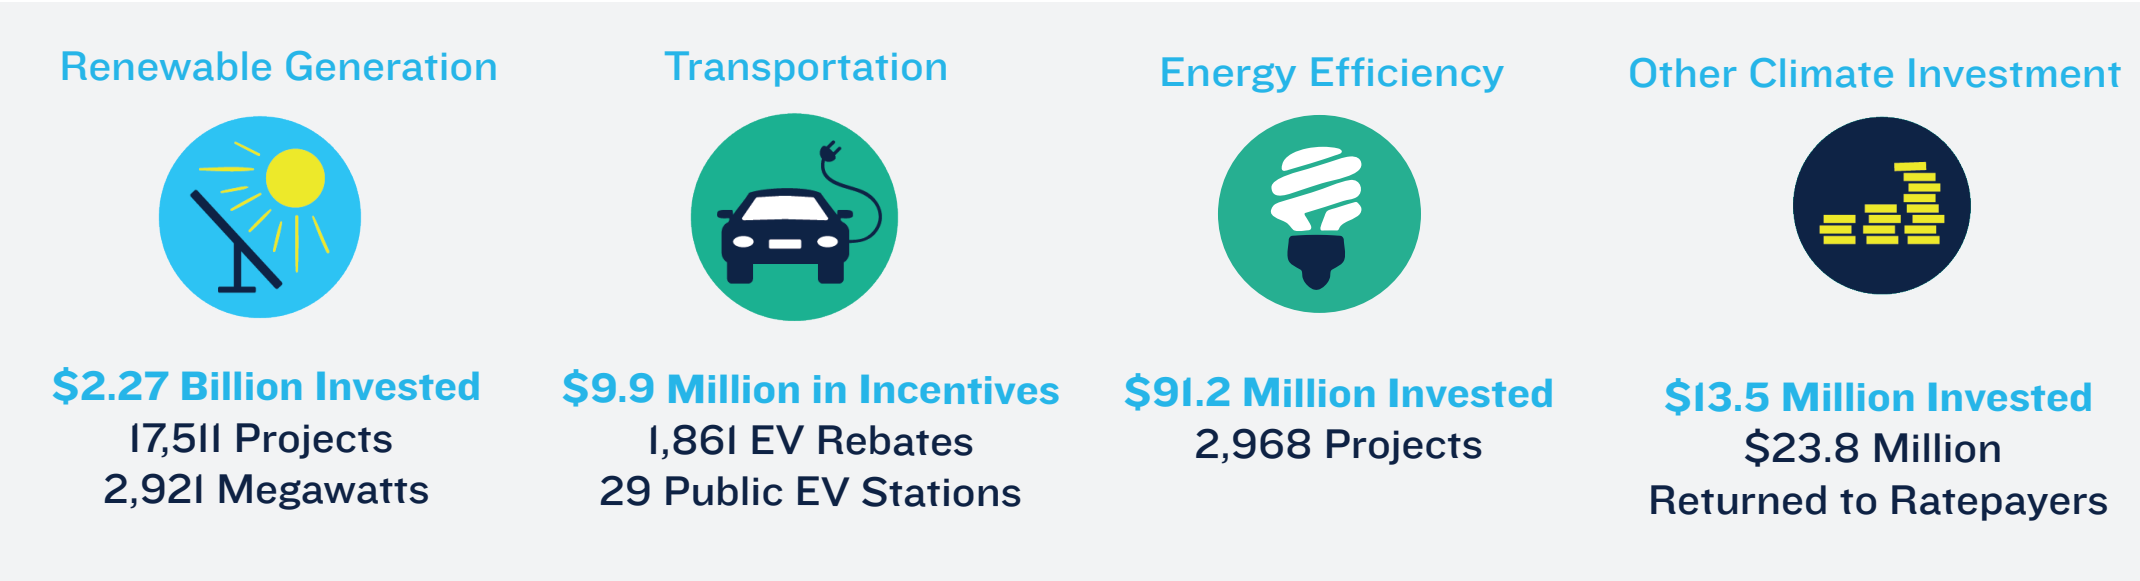 Renewable Generation
$2.27 Billion Invested
17,511 Projects
2,921 Megawatts
Transportation
$9.9 Million in Incentives
1,861 EV Rebates
29 Public EV Stations
Energy Efficiency
$91.2 Million Invested
2,968 Projects
Other Climate Investment
$13.5 Million Invested
$23.8 Million
Returned to Ratepayers